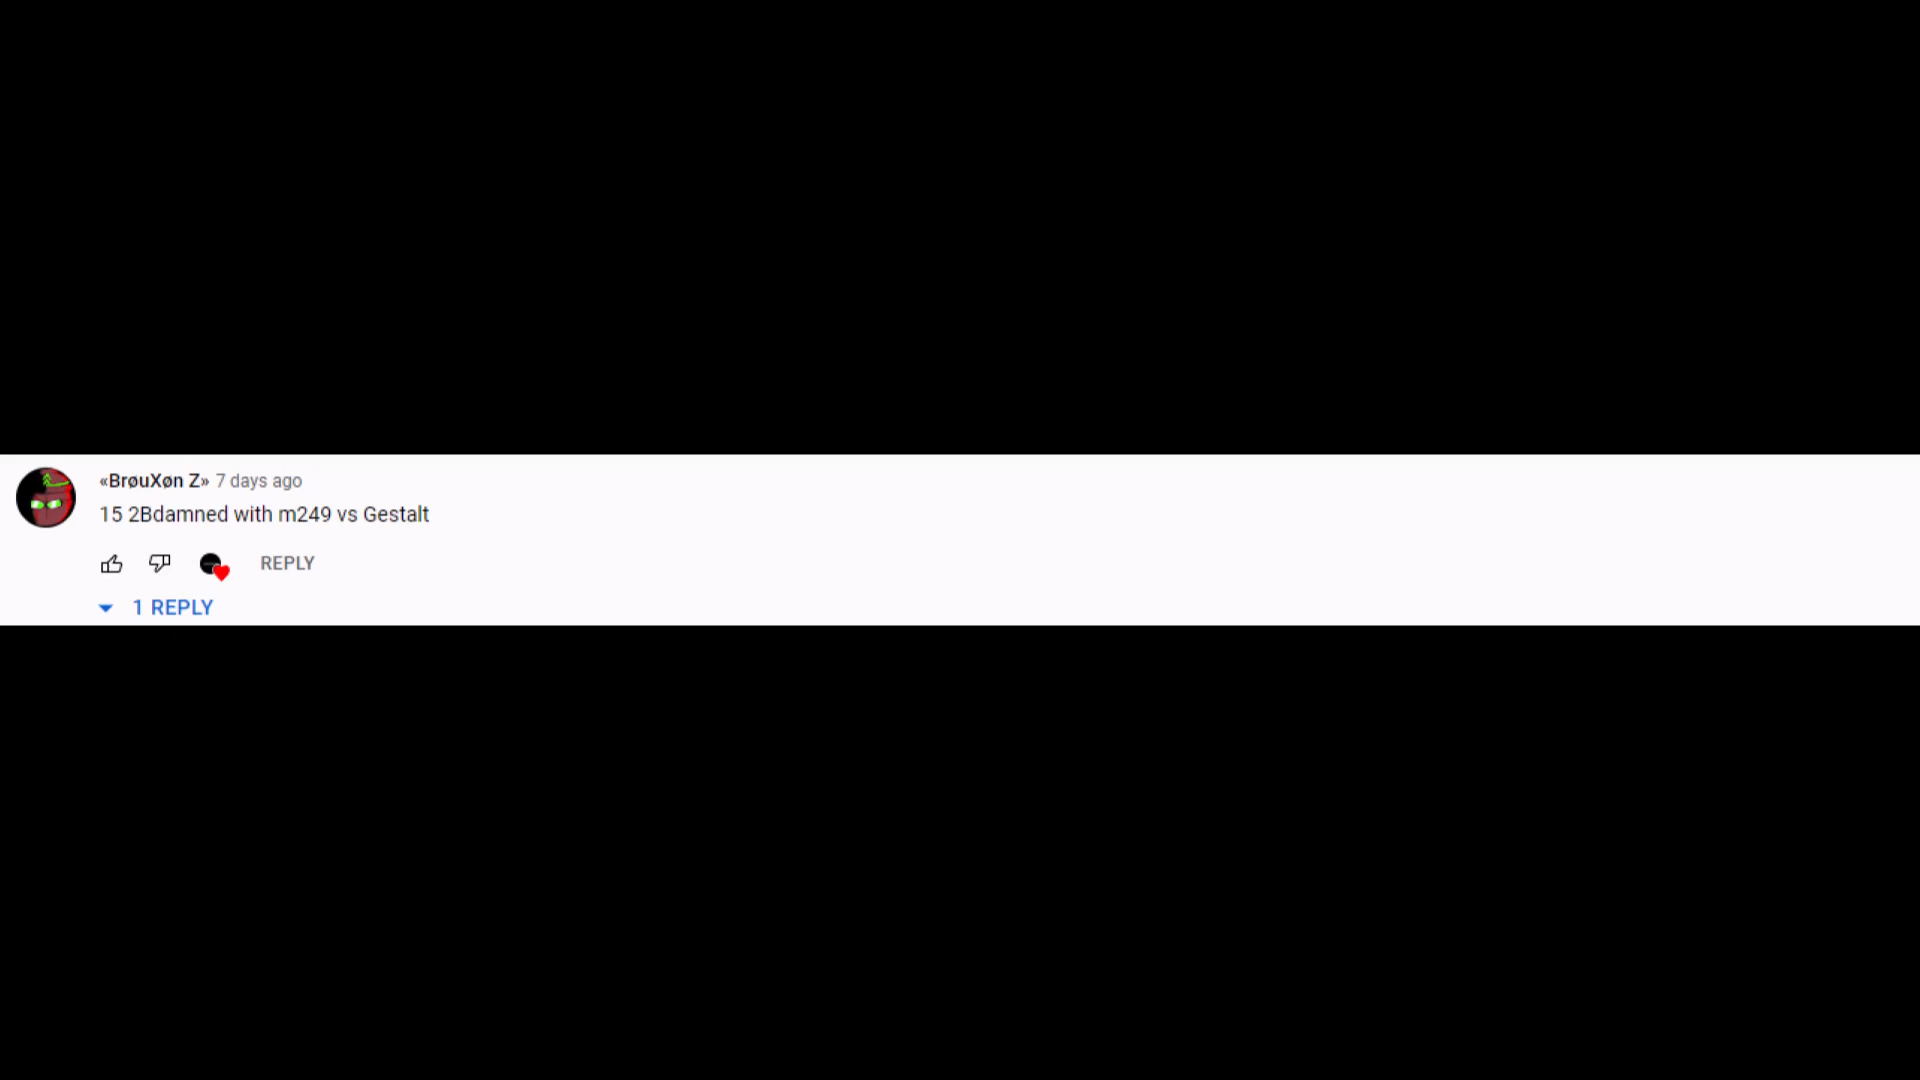 «BrøuXøn Z» 7 days ago
15 2Bdamned with m249 vs Gestalt
REPLY
1 REPLY